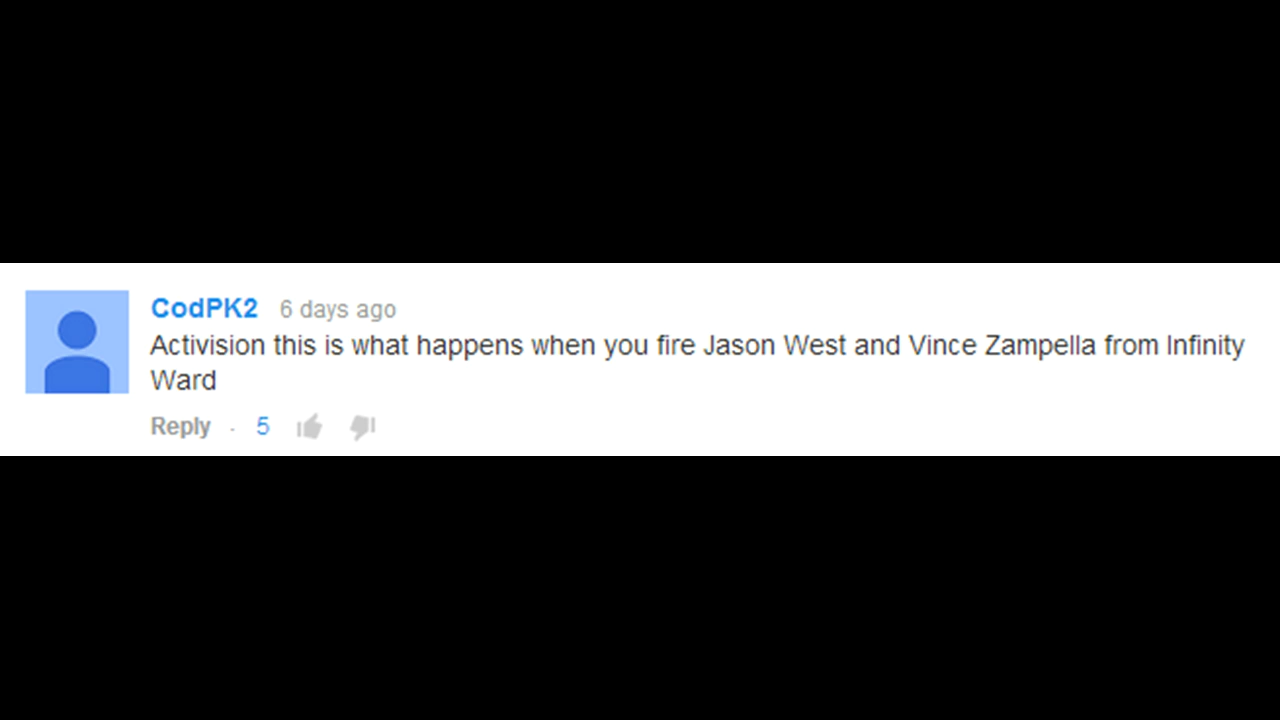 CodPK2 6 days ago
Activision this is what happens when you fire Jason West and Vince Zampella from Infinity
Ward
Reply · 5